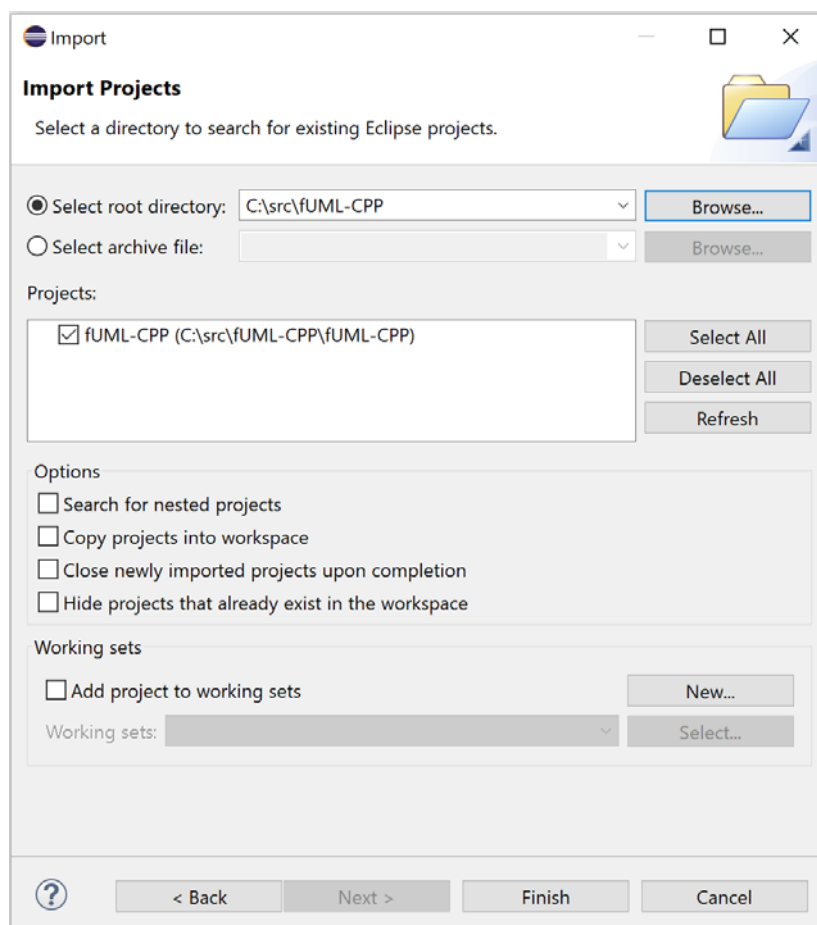 Import
Import Projects
Select a directory to search for existing Eclipse projects.
Select root directory: C:\src\fUML-CPP Browse...
Select archive file: Browse...
Projects:
fUML-CPP (C:\src\fUML-CPP\fUML-CPP)
Select All
Deselect All
Refresh
Options
Search for nested projects
Copy projects into workspace
Close newly imported projects upon completion
Hide projects that already exist in the workspace
Working sets
Add project to working sets New...
Working sets: Select...
? < Back Next > Finish Cancel